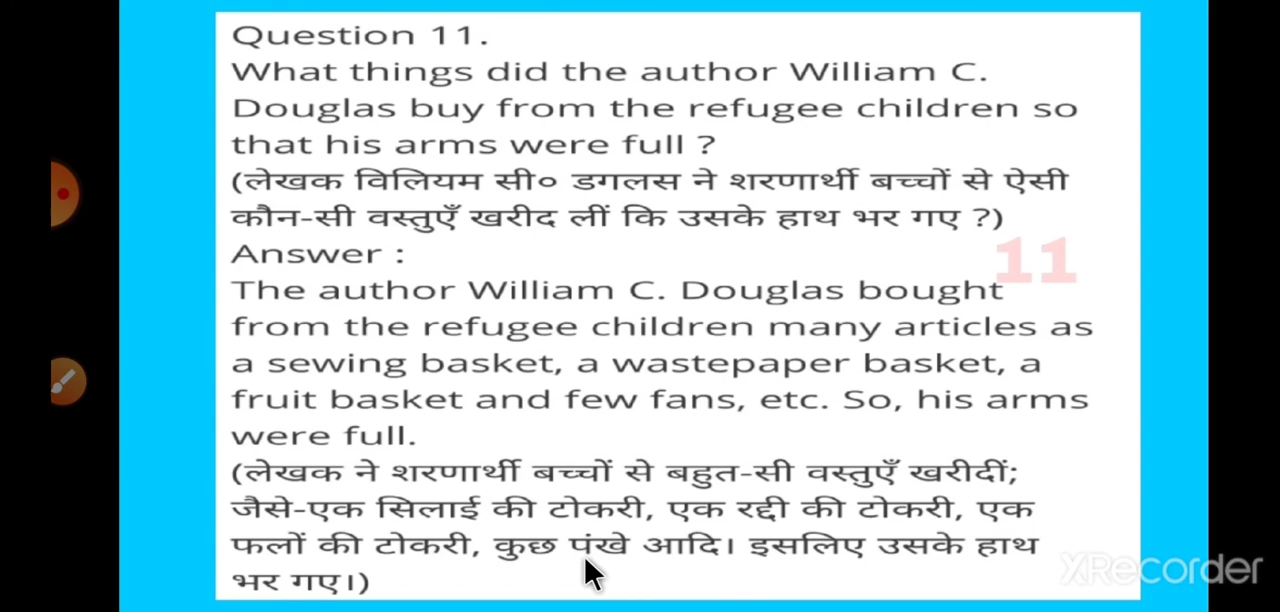 Question 11.
What things did the author William C.
Douglas buy from the refugee children so
that his arms were full ?
(लेखक विलियम सी० डगलस ने शरणार्थी बच्चों से ऐसी
कौन-सी वस्तुएँ खरीद लीं कि उसके हाथ भर गए ?)
11
Answer :
The author William C. Douglas bought
from the refugee children many articles as
a sewing basket, a wastepaper basket, a
fruit basket and few fans, etc. So, his arms
were full.
(लेखक ने शरणार्थी बच्चों से बहुत-सी वस्तुएँ खरीदीं;
जैसे-एक सिलाई की टोकरी, एक रद्दी की टोकरी, एक
फलों की टोकरी, कुछ पंखे आदि। इसलिए उसके हाथ
भर गए।)
XRecorder